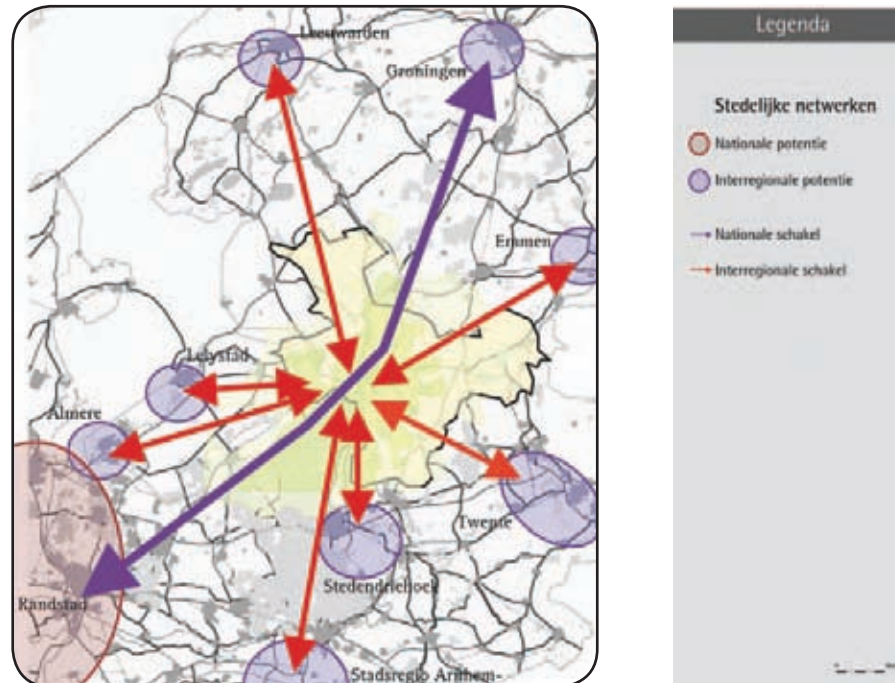 Leeuwarden
Groningen
Emmen
Lelystad
Almere
Twente
Stedendriehoek
Randstad
Stadsregio Arnhem-
Legenda
Stedelijke netwerken
Nationale potentie
Interregionale potentie
Nationale schakel
Interregionale schakel